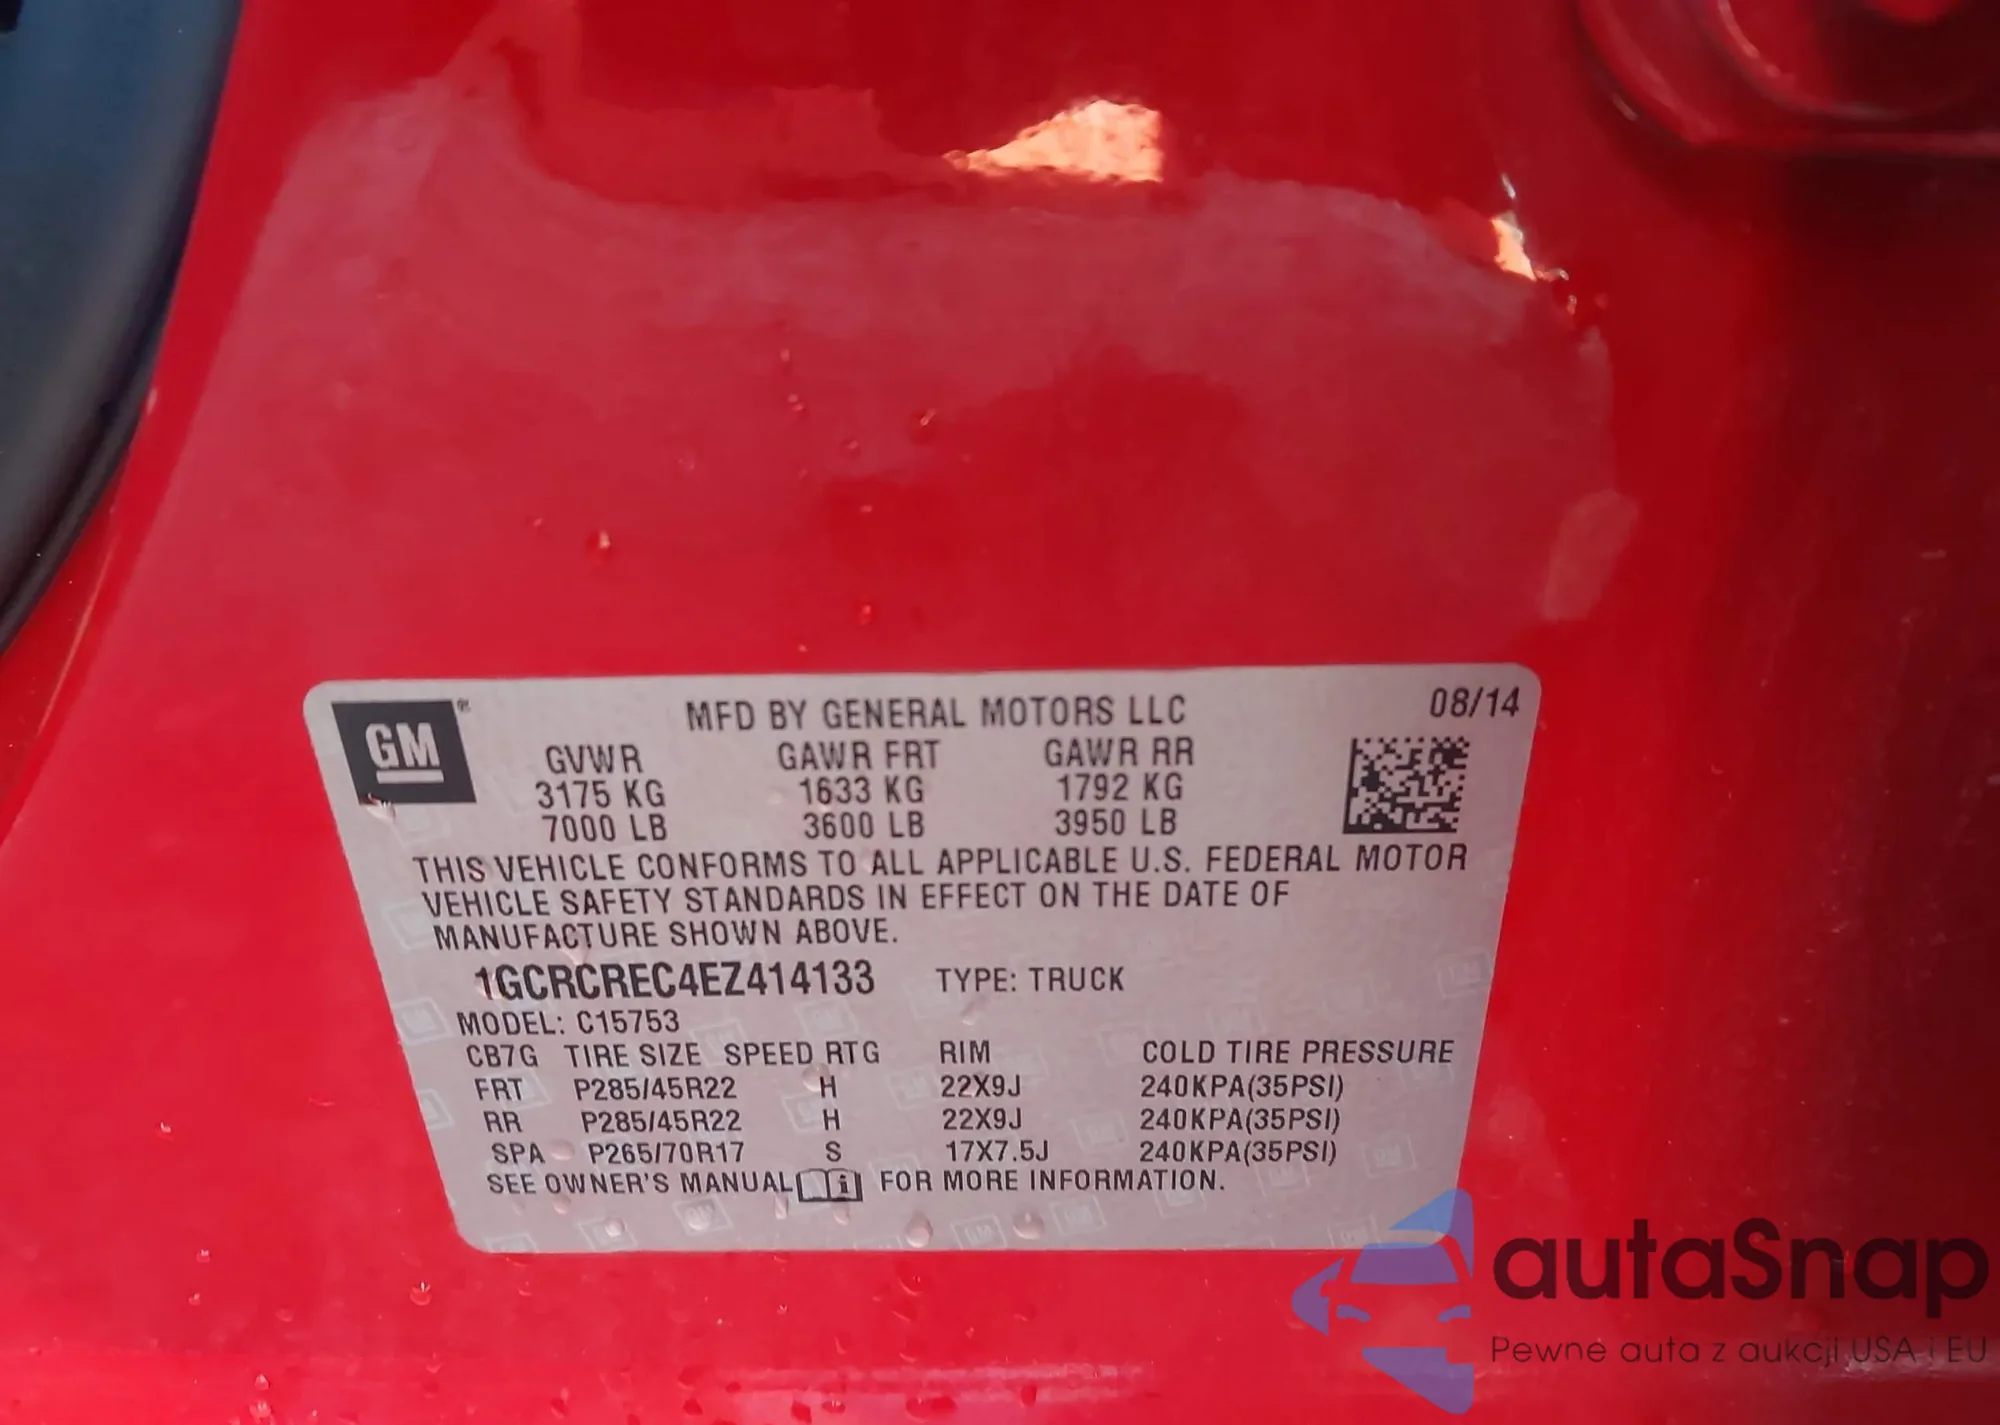 GM ®
MFD BY GENERAL MOTORS LLC 08/14
GVWR GAWR FRT GAWR RR
3175 KG 1633 KG 1792 KG
7000 LB 3600 LB 3950 LB
THIS VEHICLE CONFORMS TO ALL APPLICABLE U.S. FEDERAL MOTOR
VEHICLE SAFETY STANDARDS IN EFFECT ON THE DATE OF
MANUFACTURE SHOWN ABOVE.
1GCRCREC4EZ414133 TYPE: TRUCK
MODEL: C15753
CB7G TIRE SIZE SPEED RTG RIM COLD TIRE PRESSURE
FRT P285/45R22 H 22X9J 240KPA(35PSI)
RR P285/45R22 H 22X9J 240KPA(35PSI)
SPA P265/70R17 S 17X7.5J 240KPA(35PSI)
SEE OWNER'S MANUAL i FOR MORE INFORMATION.
autaSnap
Pewne auta z aukcji USA i EU